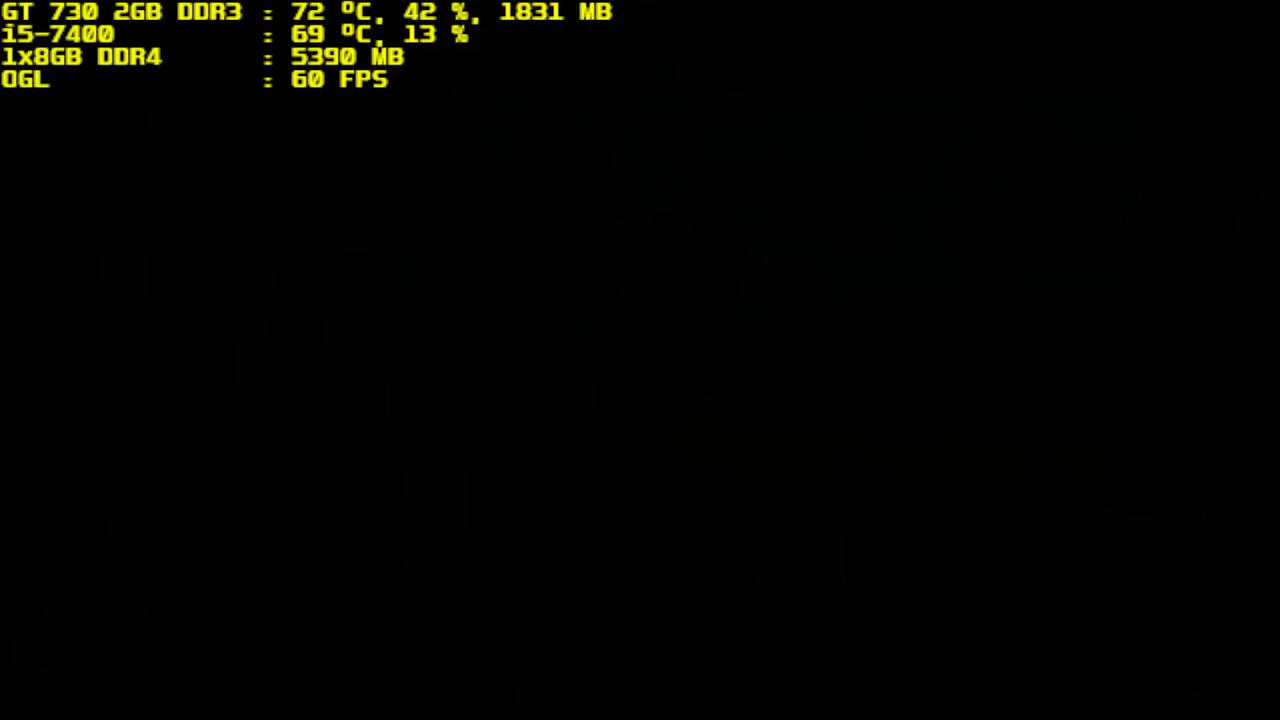 GT 730 2GB DDR3 : 72 ºC, 42 %, 1831 MB
i5-7400 : 69 ºC, 13 %
1x8GB DDR4 : 5390 MB
OGL : 60 FPS